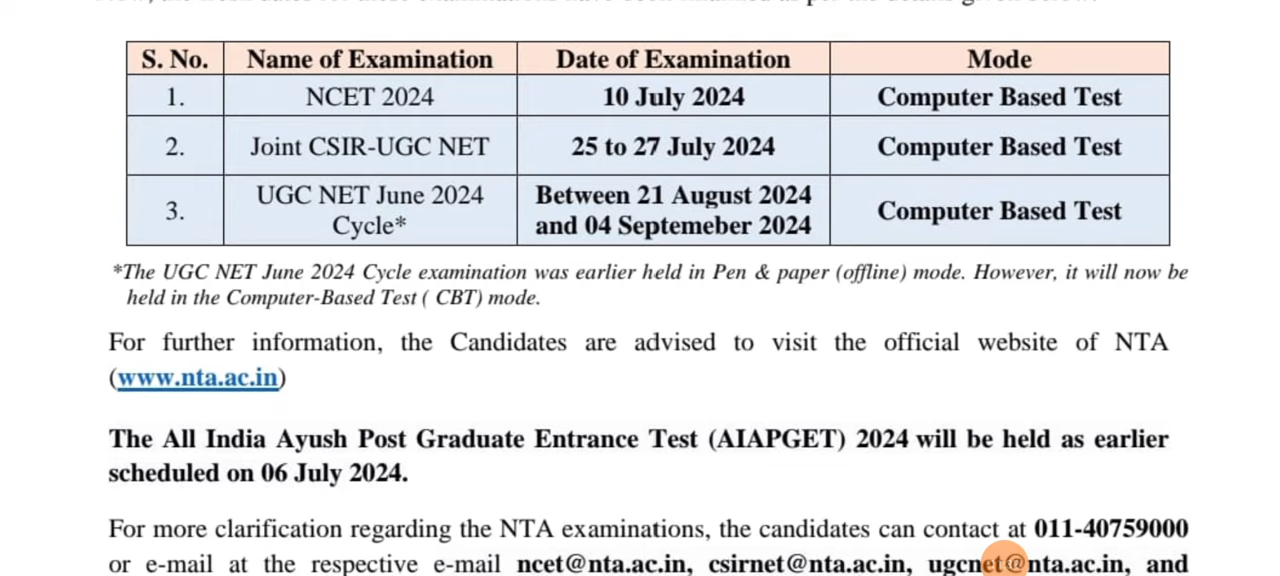 S. No. Name of Examination Date of Examination Mode
1. NCET 2024 10 July 2024 Computer Based Test
2. Joint CSIR-UGC NET 25 to 27 July 2024 Computer Based Test
3. UGC NET June 2024 Cycle* Between 21 August 2024 and 04 Septemeber 2024 Computer Based Test
*The UGC NET June 2024 Cycle examination was earlier held in Pen & paper (offline) mode. However, it will now be
held in the Computer-Based Test ( CBT) mode.
For further information, the Candidates are advised to visit the official website of NTA
(www.nta.ac.in)
The All India Ayush Post Graduate Entrance Test (AIAPGET) 2024 will be held as earlier
scheduled on 06 July 2024.
For more clarification regarding the NTA examinations, the candidates can contact at 011-40759000
or e-mail at the respective e-mail ncet@nta.ac.in, csirnet@nta.ac.in, ugcnet@nta.ac.in, and